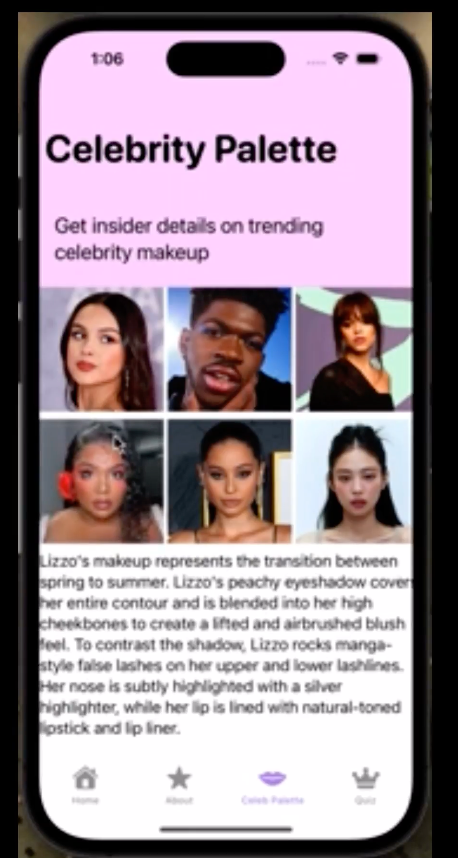 1:06
Celebrity Palette
Get insider details on trending
celebrity makeup
Lizzo's makeup represents the transition between
spring to summer. Lizzo's peachy eyeshadow covers
her entire contour and is blended into her high
cheekbones to create a lifted and airbrushed blush
feel. To contrast the shadow, Lizzo rocks manga-
style false lashes on her upper and lower lashlines.
Her nose is subtly highlighted with a silver
highlighter, while her lip is lined with natural-toned
lipstick and lip liner.
Home
About
Celeb Palette
Quiz